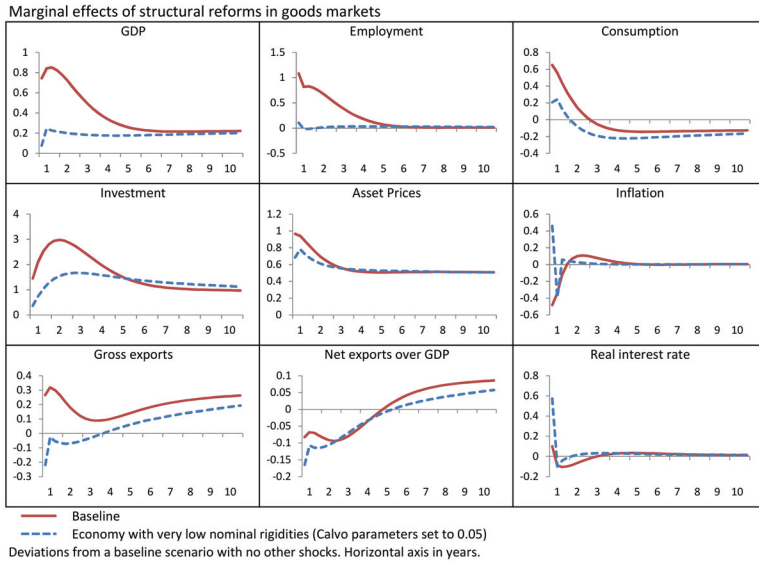 Marginal effects of structural reforms in goods markets
GDP
1
0.8
0.6
0.4
0.2
0
1 2 3 4 5 6 7 8 9 10
Employment
1.5
1
0.5
0
-0.5
1 2 3 4 5 6 7 8 9 10
Consumption
0.8
0.6
0.4
0.2
0
-0.2
-0.4
1 2 3 4 5 6 7 8 9 10
Investment
4
3
2
1
0
1 2 3 4 5 6 7 8 9 10
Asset Prices
1.2
1
0.8
0.6
0.4
0.2
0
1 2 3 4 5 6 7 8 9 10
Inflation
0.6
0.4
0.2
0
-0.2
-0.4
-0.6
1 2 3 4 5 6 7 8 9 10
Gross exports
0.4
0.3
0.2
0.1
0
-0.1
-0.2
-0.3
1 2 3 4 5 6 7 8 9 10
Net exports over GDP
0.1
0.05
0
-0.05
-0.1
-0.15
-0.2
1 2 3 4 5 6 7 8 9 10
Real interest rate
0.8
0.6
0.4
0.2
0
-0.2
1 2 3 4 5 6 7 8 9 10
Baseline
Economy with very low nominal rigidities (Calvo parameters set to 0.05)
Deviations from a baseline scenario with no other shocks. Horizontal axis in years.